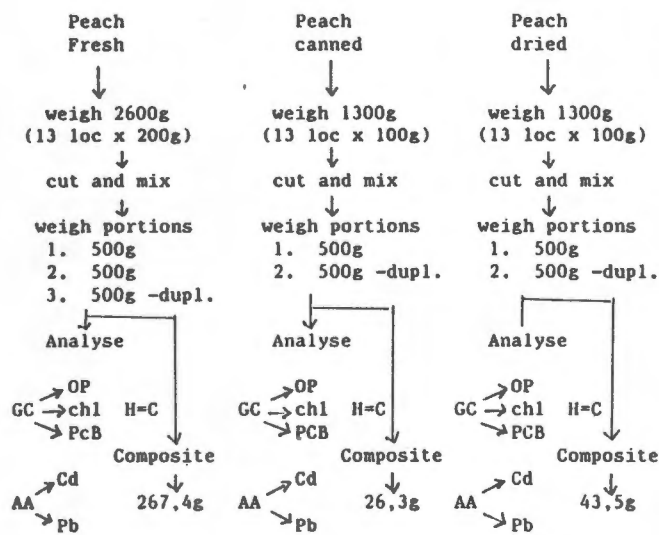 Peach
Fresh
weigh 2600g
(13 loc x 200g)
cut and mix
weigh portions
1. 500g
2. 500g
3. 500g -dupl.
Analyse
OP
GC chl H=C
PcB
Composite
Cd
AA 267,4g
Pb
Peach
canned
weigh 1300g
(13 loc x 100g)
cut and mix
weigh portions
1. 500g
2. 500g -dupl.
Analyse
OP
GC chl H=C
PCB
Composite
Cd
AA 26,3g
Pb
Peach
dried
weigh 1300g
(13 loc x 100g)
cut and mix
weigh portions
1. 500g
2. 500g -dupl.
Analyse
OP
GC chl H=C
PCB
Composite
Cd
AA 43,5g
Pb